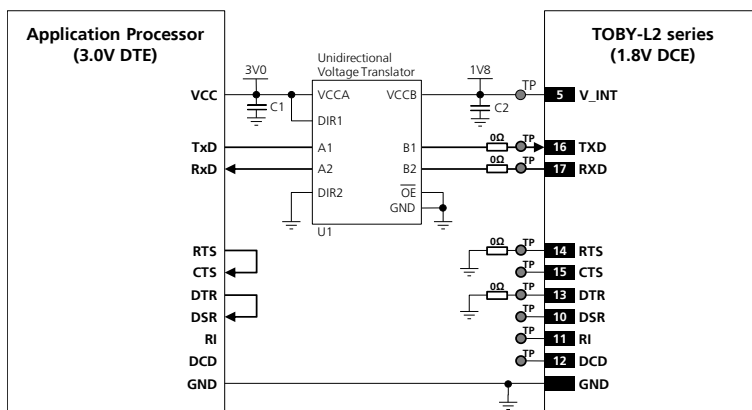 Application Processor
(3.0V DTE)
TOBY-L2 series
(1.8V DCE)
Unidirectional
Voltage Translator
3V0
1V8
TP
VCC
C1
VCCA
VCCB
C2
5
V_INT
DIR1
TxD
A1
B1
0Ω
TP
16
TXD
RxD
A2
B2
0Ω
TP
17
RXD
DIR2
OE
GND
U1
RTS
0Ω
TP
14
RTS
CTS
TP
15
CTS
DTR
0Ω
TP
13
DTR
DSR
TP
10
DSR
RI
TP
11
RI
DCD
TP
12
DCD
GND
GND